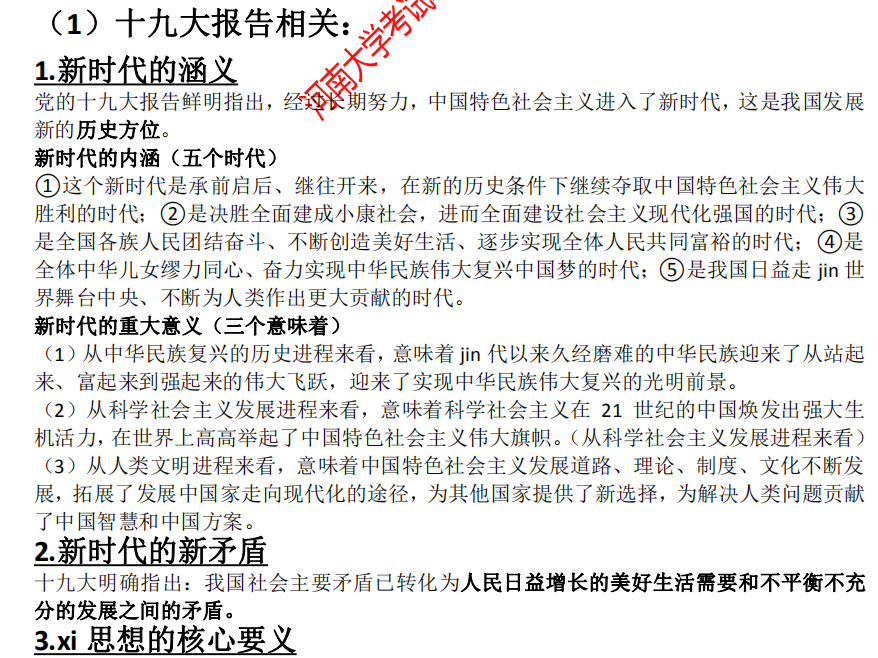 （1）十九大报告相关：
河南大学考试
1.新时代的涵义
党的十九大报告鲜明指出，经过长期努力，中国特色社会主义进入了新时代，这是我国发展
新的历史方位。
新时代的内涵（五个时代）
①这个新时代是承前启后、继往开来，在新的历史条件下继续夺取中国特色社会主义伟大
胜利的时代；②是决胜全面建成小康社会，进而全面建设社会主义现代化强国的时代；③
是全国各族人民团结奋斗、不断创造美好生活、逐步实现全体人民共同富裕的时代；④是
全体中华儿女缪力同心、奋力实现中华民族伟大复兴中国梦的时代；⑤是我国日益走 jin 世
界舞台中央、不断为人类作出更大贡献的时代。
新时代的重大意义（三个意味着）
（1）从中华民族复兴的历史进程来看，意味着 jin 代以来久经磨难的中华民族迎来了从站起
来、富起来到强起来的伟大飞跃，迎来了实现中华民族伟大复兴的光明前景。
（2）从科学社会主义发展进程来看，意味着科学社会主义在 21 世纪的中国焕发出强大生
机活力，在世界上高高举起了中国特色社会主义伟大旗帜。（从科学社会主义发展进程来看）
（3）从人类文明进程来看，意味着中国特色社会主义发展道路、理论、制度、文化不断发
展，拓展了发展中国家走向现代化的途径，为其他国家提供了新选择，为解决人类问题贡献
了中国智慧和中国方案。
2.新时代的新矛盾
十九大明确指出：我国社会主要矛盾已转化为人民日益增长的美好生活需要和不平衡不充
分的发展之间的矛盾。
3.xi 思想的核心要义